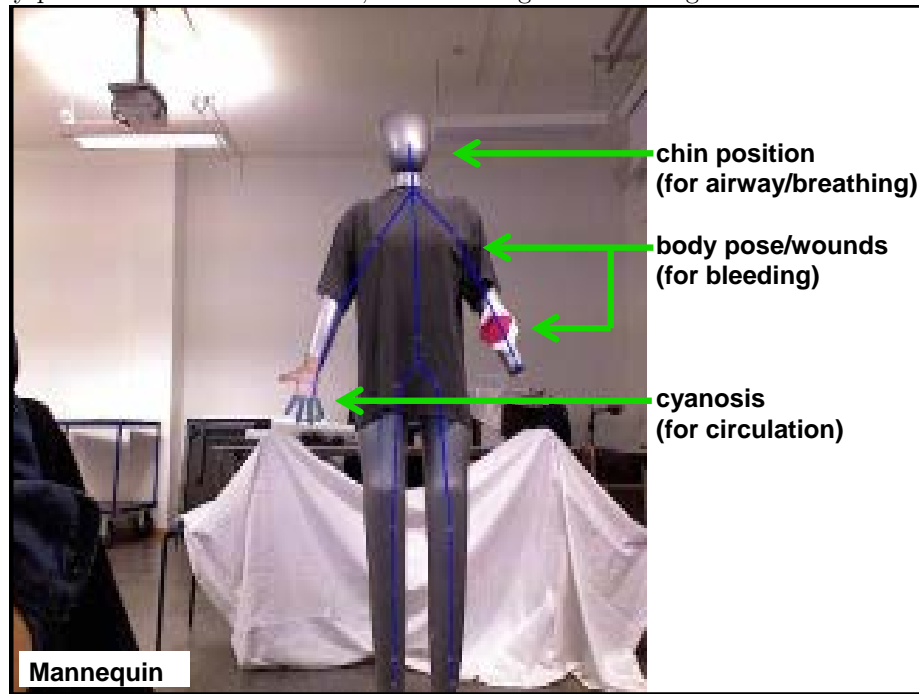 chin position
(for airway/breathing)
body pose/wounds
(for bleeding)
cyanosis
(for circulation)
Mannequin